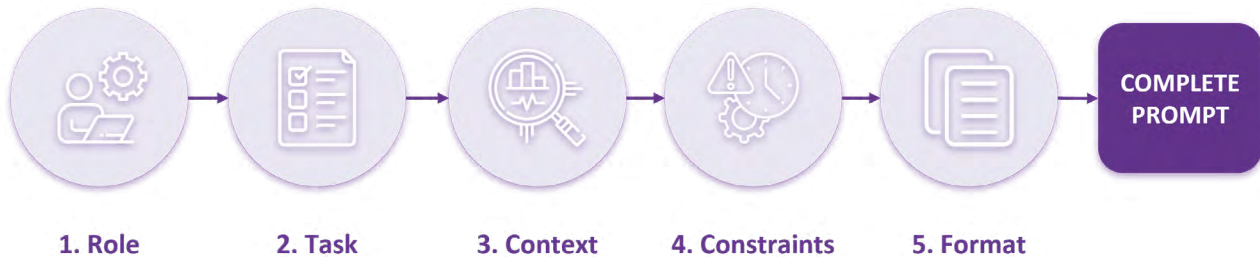 COMPLETE
PROMPT
1. Role
2. Task
3. Context
4. Constraints
5. Format